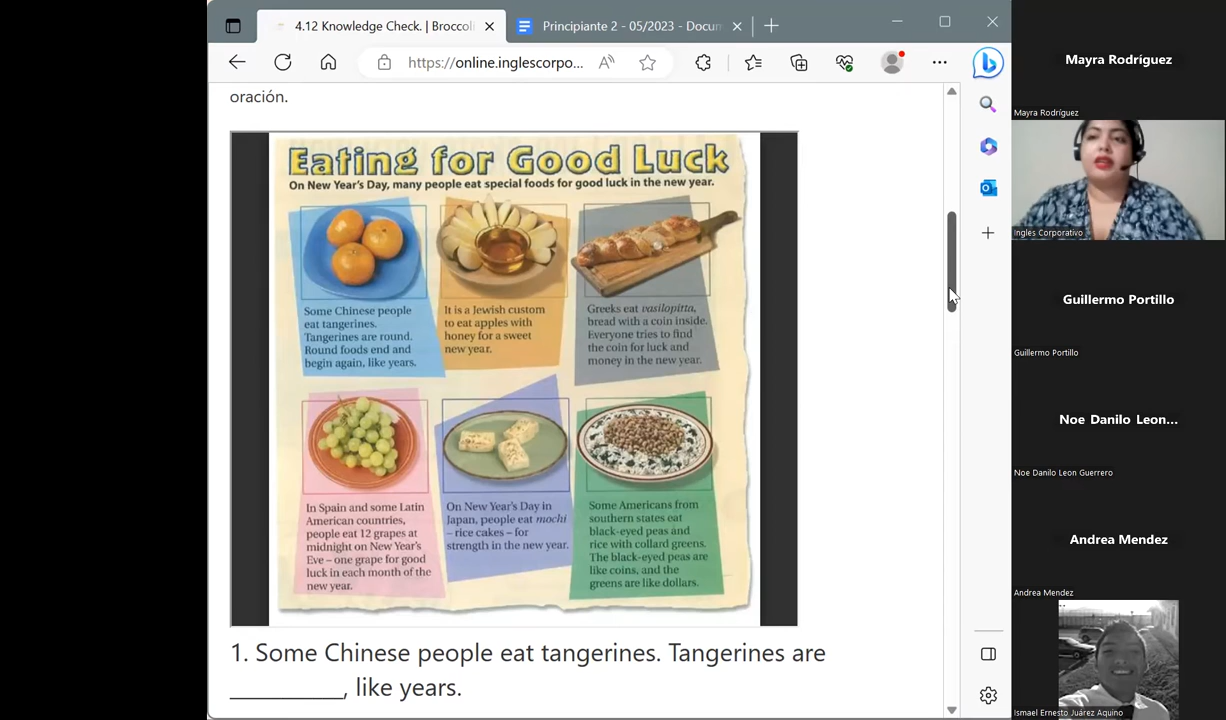 4.12 Knowledge Check. | Broccoli
Principiante 2 - 05/2023 - Docum
https://online.inglescorpo...
oración.
Eating for Good Luck
On New Year's Day, many people eat special foods for good luck in the new year.
Some Chinese people
eat tangerines.
Tangerines are round.
Round foods end and
begin again, like years.
It is a Jewish custom
to eat apples with
honey for a sweet
new year.
Greeks eat vasilopitta,
bread with a coin inside.
Everyone tries to find
the coin for luck and
money in the new year.
In Spain and some Latin
American countries,
people eat 12 grapes at
midnight on New Year's
Eve – one grape for good
luck in each month of the
new year.
On New Year's Day in
Japan, people eat mochi
– rice cakes – for
strength in the new year.
Some Americans from
southern states eat
black-eyed peas and
rice with collard greens.
The black-eyed peas are
like coins, and the
greens are like dollars.
1. Some Chinese people eat tangerines. Tangerines are
__________, like years.
Mayra Rodríguez
Mayra Rodríguez
Ingles Corporativo
Guillermo Portillo
Guillermo Portillo
Noe Danilo Leon...
Noe Danilo Leon Guerrero
Andrea Mendez
Andrea Mendez
Ismael Ernesto Juárez Aquino